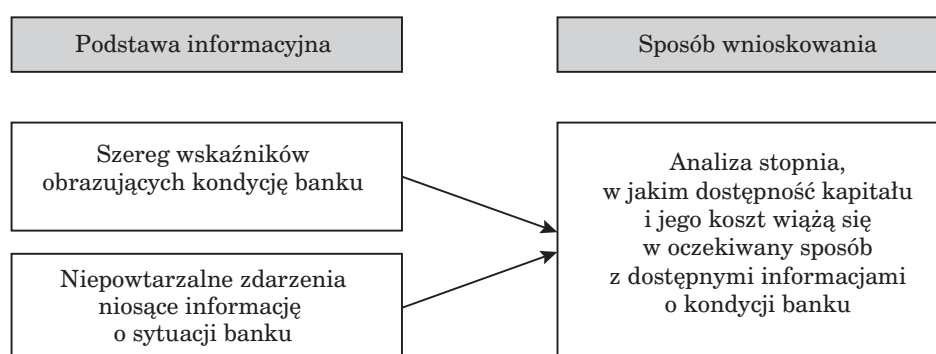 Podstawa informacyjna
Sposób wnioskowania
Szereg wskaźników
obrazujących kondycję banku
Niepowtarzalne zdarzenia
niosące informację
o sytuacji banku
Analiza stopnia,
w jakim dostępność kapitału
i jego koszt wiążą się
w oczekiwany sposób
z dostępnymi informacjami
o kondycji banku